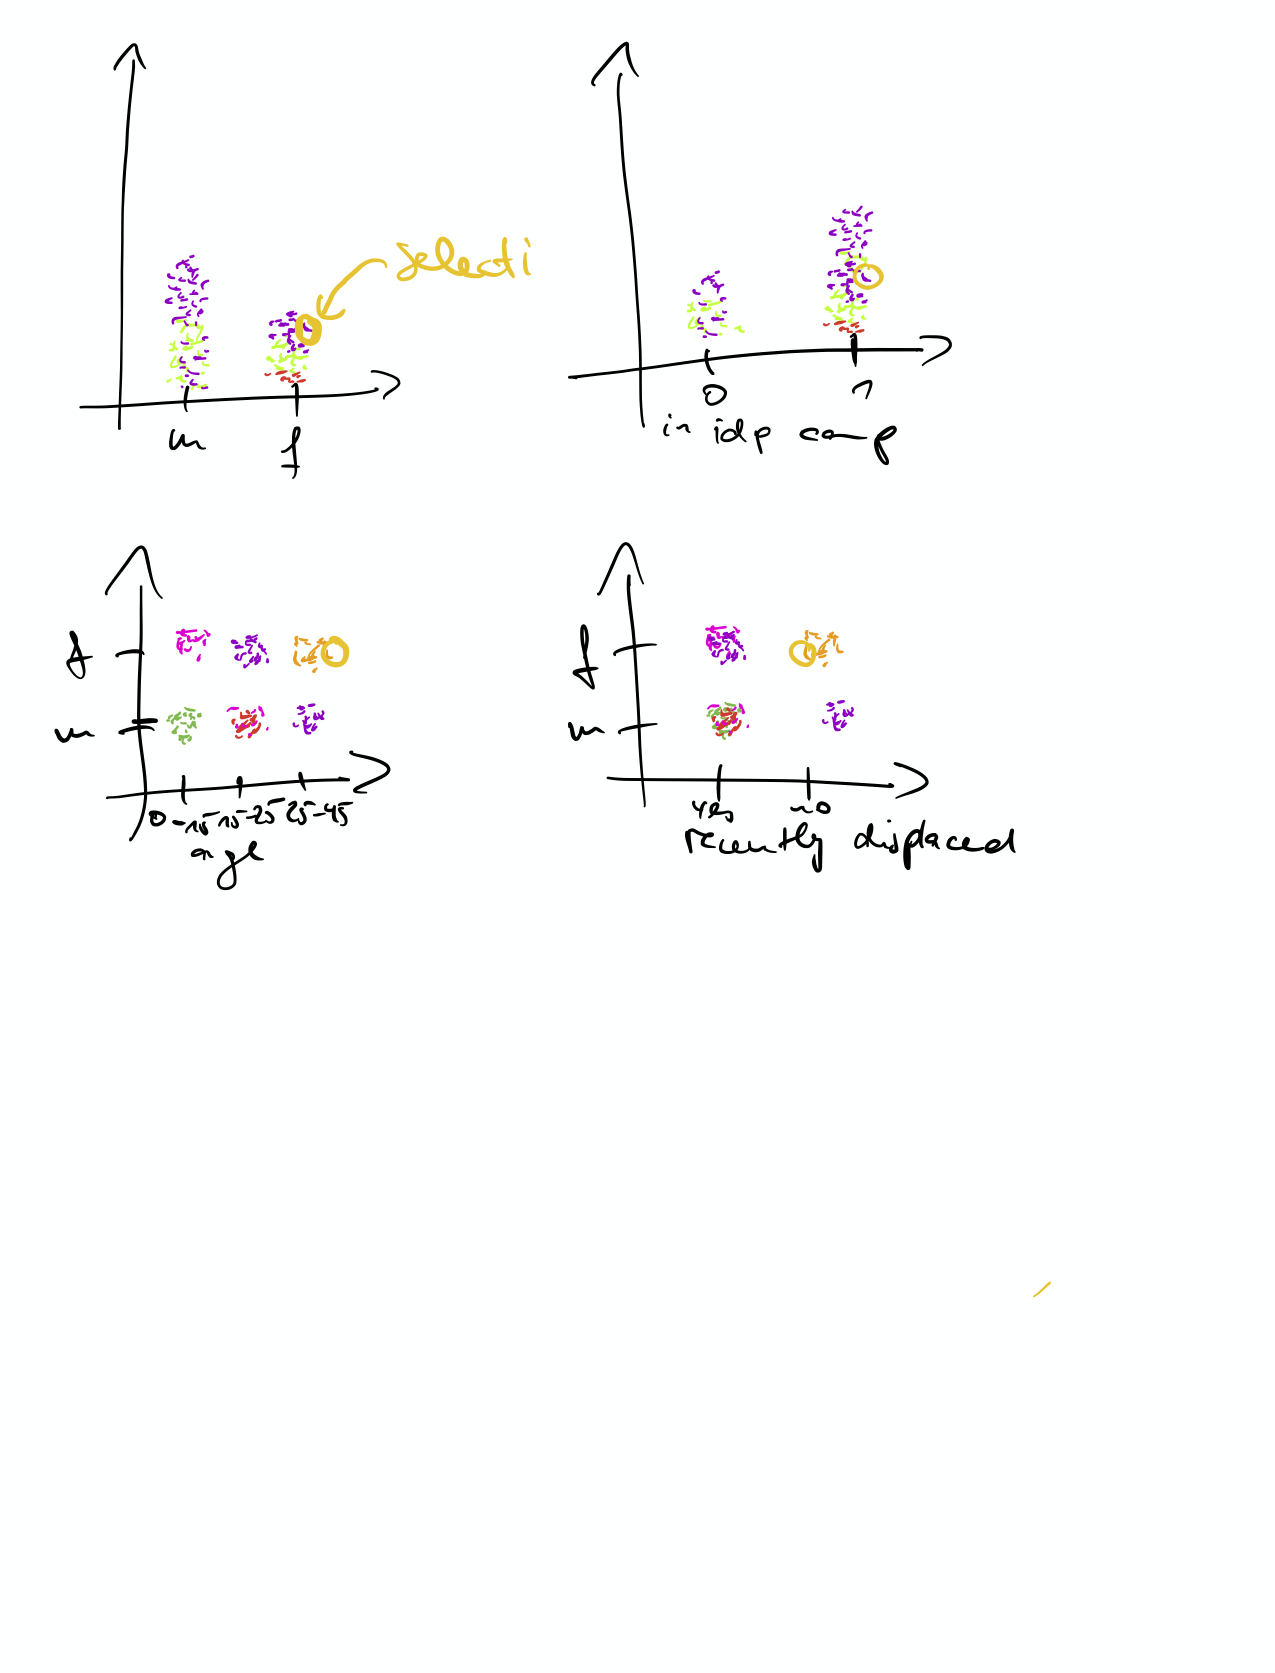 selecti
m f
0 1
in idp camp
f
m
0-15 15-25 25-45
age
f
m
yes no
recently displaced